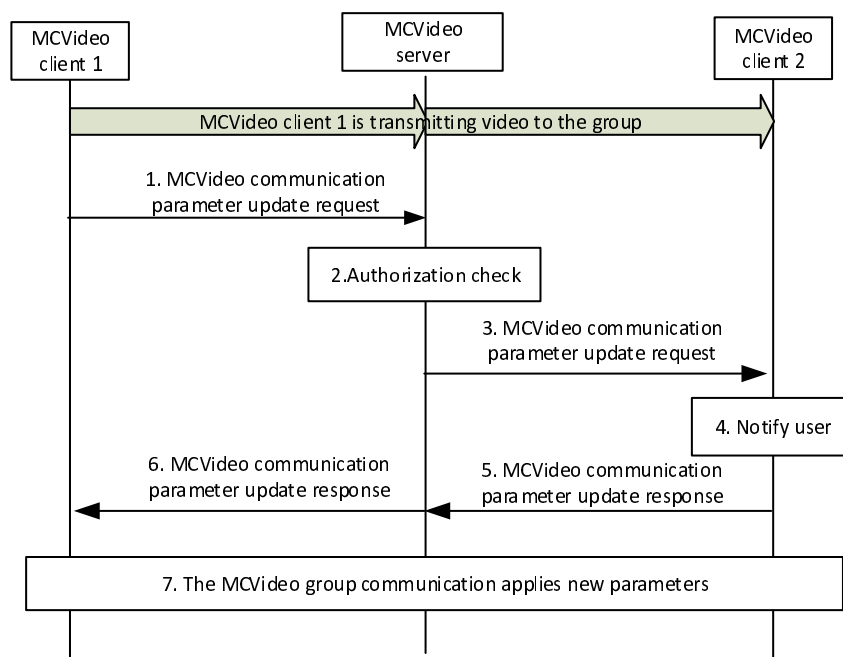 MCVideo
client 1
MCVideo
server
MCVideo
client 2
MCVideo client 1 is transmitting video to the group
1. MCVideo communication
parameter update request
2.Authorization check
3. MCVideo communication
parameter update request
4. Notify user
6. MCVideo communication
parameter update response
5. MCVideo communication
parameter update response
7. The MCVideo group communication applies new parameters